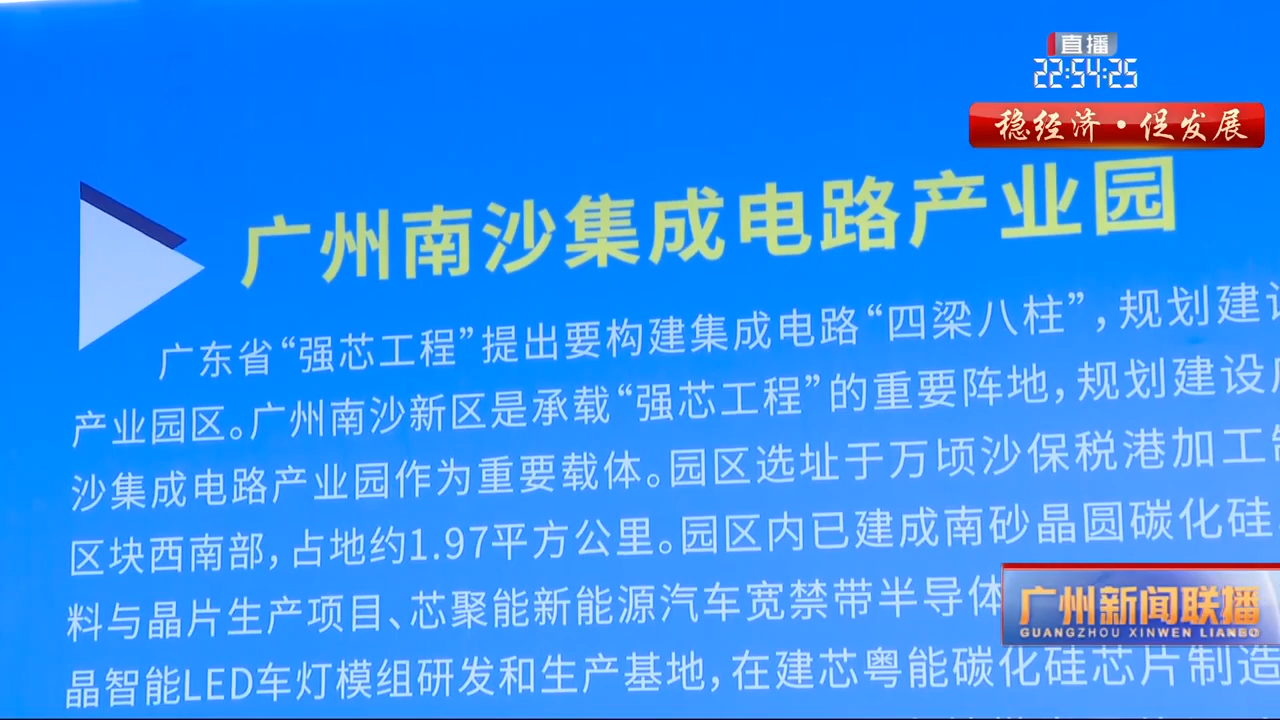 直播
22:54:25
稳经济·促发展
广州南沙集成电路产业园
广东省“强芯工程”提出要构建集成电路“四梁八柱”，规划建设
产业园区。广州南沙新区是承载“强芯工程”的重要阵地，规划建设
沙集成电路产业园作为重要载体。园区选址于万顷沙保税港加工
区块西南部，占地约1.97平方公里。园区内已建成南砂晶圆碳化硅
料与晶片生产项目、芯聚能新能源汽车宽禁带半导体
晶智能LED车灯模组研发和生产基地，在建芯粤能碳化硅芯片制造
广州新闻联播
GUANGZHOU XINWEN LIANBO